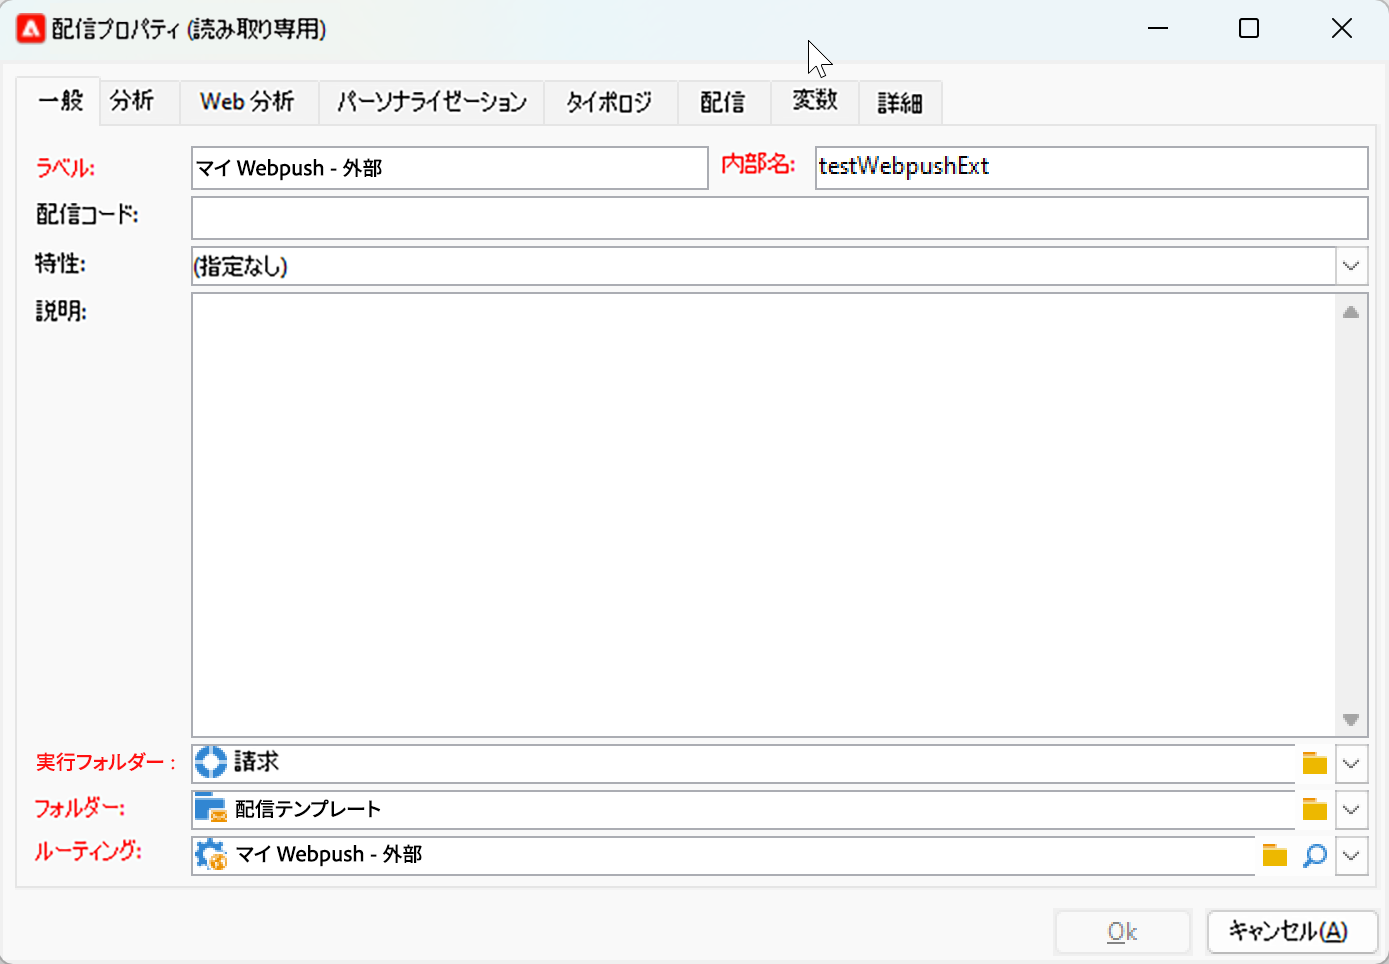 配信プロパティ (読み取り専用)
一般 分析 Web 分析 パーソナライゼーション タイポロジ 配信 変数 詳細
ラベル: マイ Webpush - 外部 内部名: testWebpushExt
配信コード:
特性: (指定なし)
説明:
実行フォルダー : 請求
フォルダー: 配信テンプレート
ルーティング: マイ Webpush - 外部
Ok キャンセル(A)